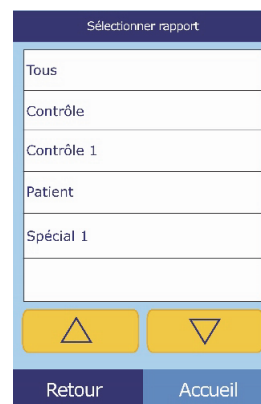 Sélectionner rapport
Tous
Contrôle
Contrôle 1
Patient
Spécial 1
Retour Accueil